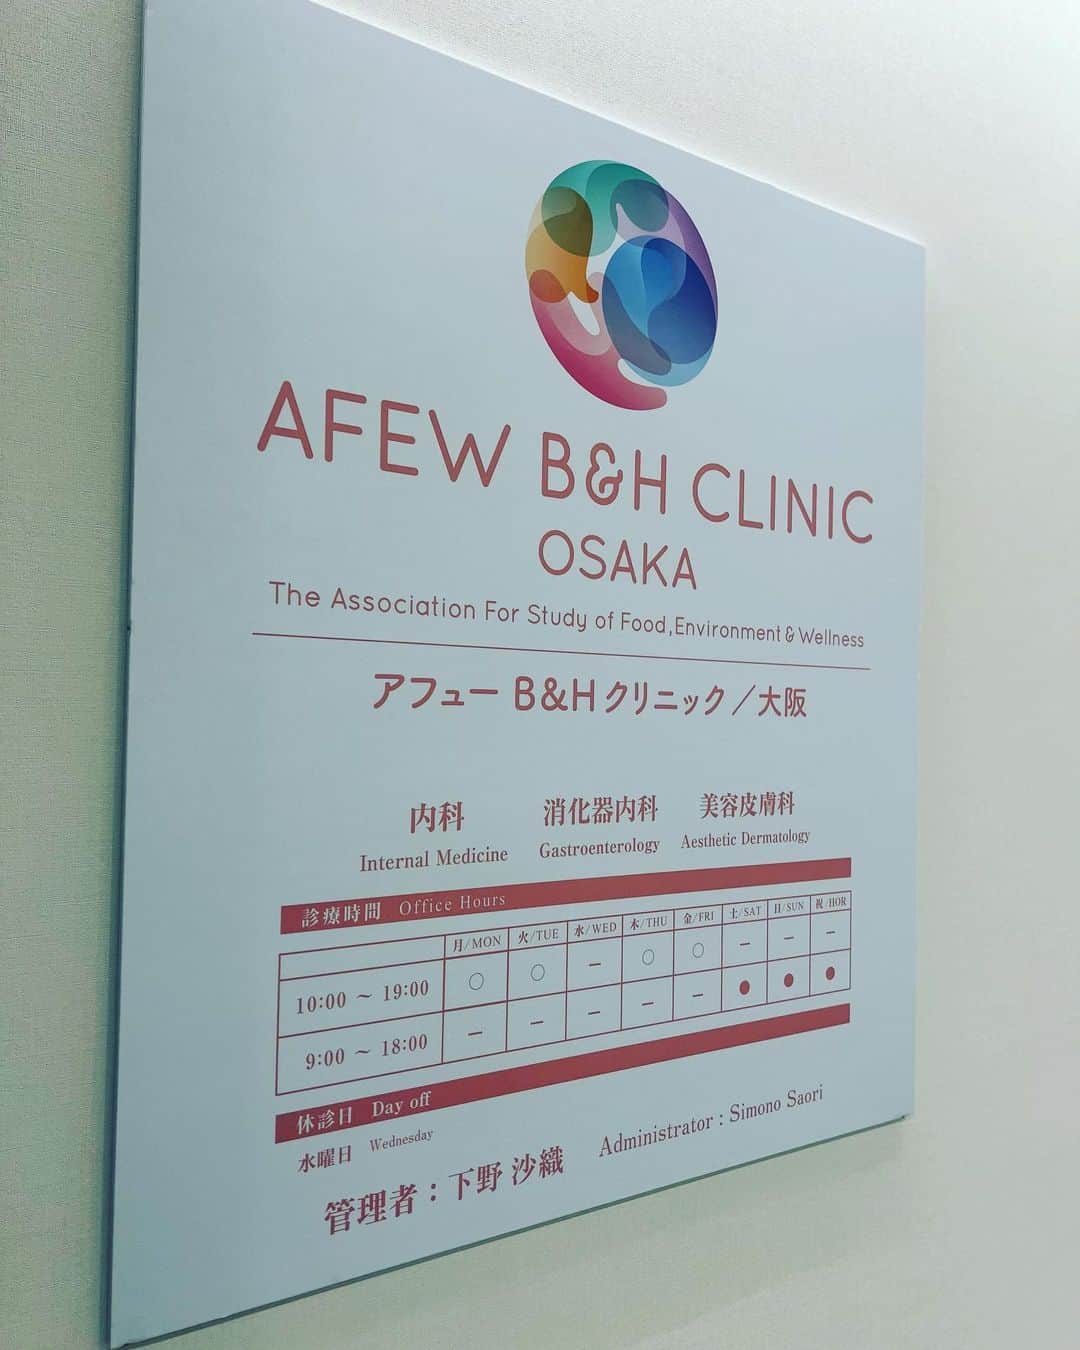 AFEW B&H CLINIC
OSAKA
The Association For Study of Food,Environment & Wellness
アフュー B&Hクリニック／大阪
内科 消化器内科 美容皮膚科
Internal Medicine Gastroenterology Aesthetic Dermatology
診療時間 Office Hours
月/MON 火/TUE 水/WED 木/THU 金/FRI 土/SAT 日/SUN 祝/HOR
10:00 ～ 19:00 ○ ○ － ○ ○ － － －
9:00 ～ 18:00 － － － － － ● ● ●
休診日 Day off
水曜日 Wednesday
管理者：下野 沙織 Administrator : Simono Saori